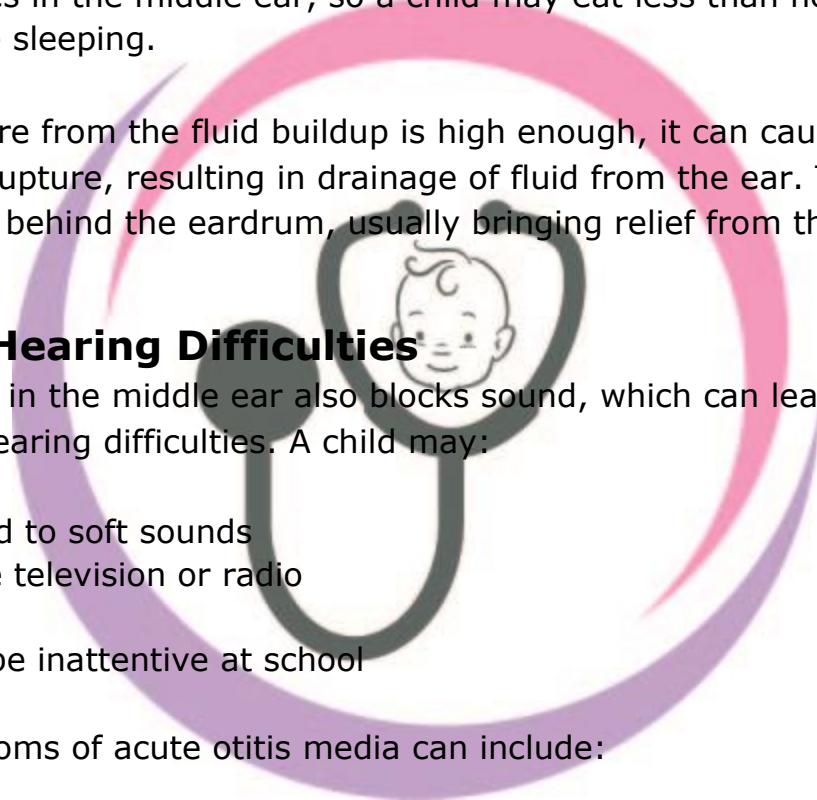 in the middle ear, so a child may eat less than
sleeping.
re from the fluid buildup is high enough, it can cau
upture, resulting in drainage of fluid from the ear.
behind the eardrum, usually bringing relief from th
Hearing Difficulties
in the middle ear also blocks sound, which can lea
earing difficulties. A child may:
d to soft sounds
e television or radio
be inattentive at school
oms of acute otitis media can include: